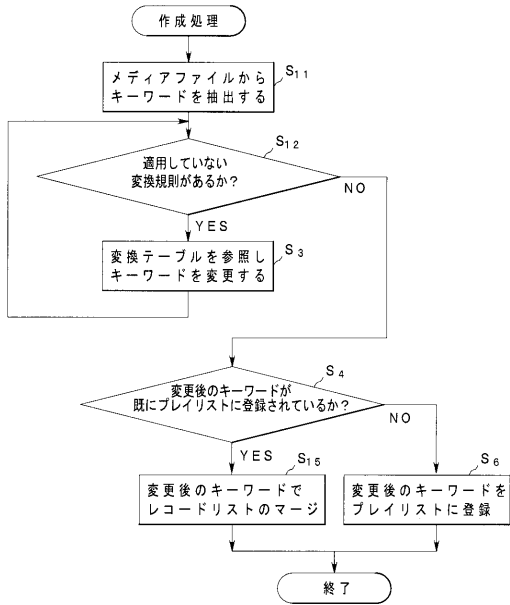 作成処理
メディアファイルから
キーワードを抽出する
S11
適用していない
変換規則があるか？
S12
NO
YES
変換テーブルを参照し
キーワードを変更する
S3
変更後のキーワードが
既にプレイリストに登録されているか？
S4
NO
YES
変更後のキーワードで
レコードリストのマージ
S15
変更後のキーワードを
プレイリストに登録
S6
終了